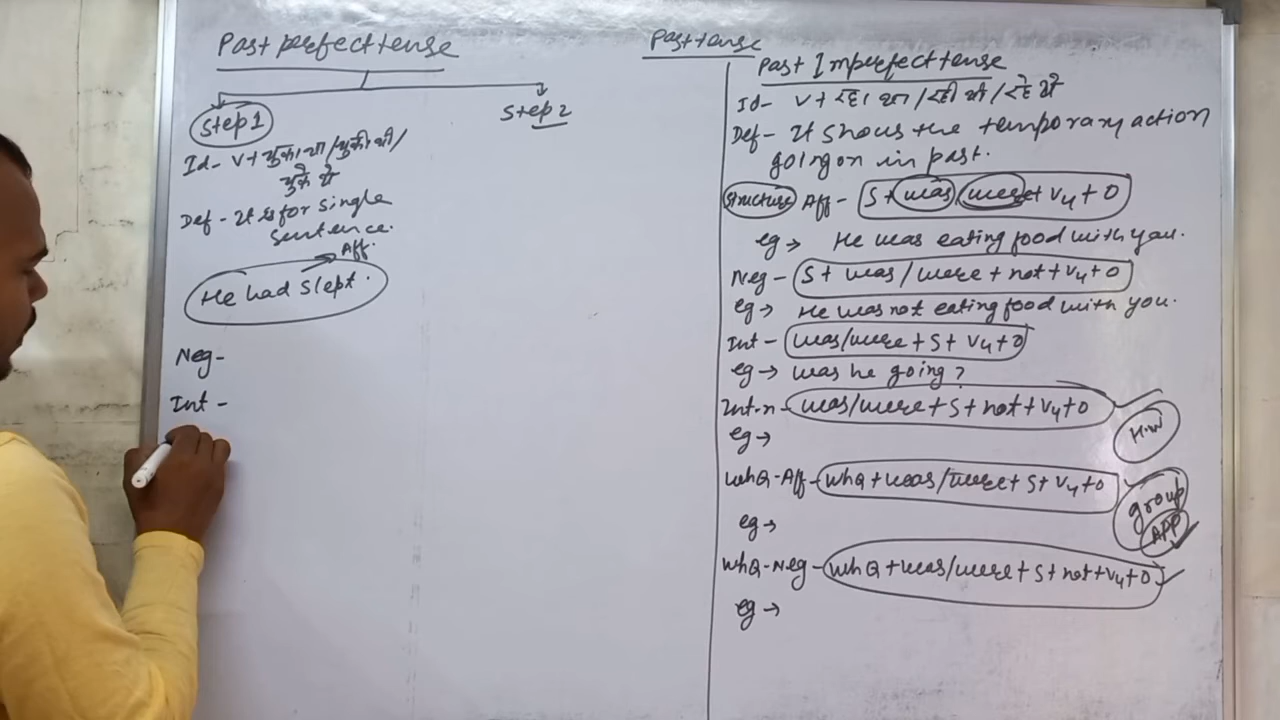 Past tense
Past perfect tense
Step 1
Step 2
Id- V+ चुका था/चुकी थी/
चुके थे
Def - It is for single
sentence.
Aff.
He had slept.
Neg-
Int -
Past Imperfect tense
Id- V+ रहा था/रही थी/रहे थे
Def- It shows the temporary action
going on in past.
Structure Aff- S+was/were+V4+O
eg → He was eating food with you.
Neg- S+was/were+not+V4+O
eg → He was not eating food with you.
Int- was/were+S+V4+O
eg → was he going?
Int.n- was/were+S+not+V4+O
H.W
eg →
WhQ-Aff- WhQ+was/were+S+V4+O
group
APP
eg →
WhQ-Neg- WhQ+was/were+S+not+V4+O
eg →